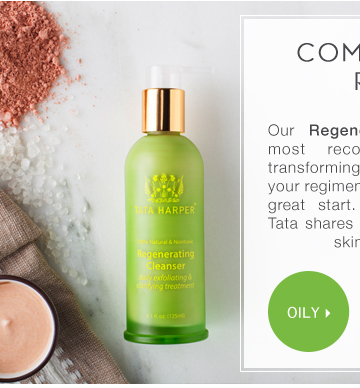 TATA HARPER
Regenerating
Cleanser
COM
R
Our Regene
most reco
transforming
your regimen
great start.
Tata shares
skin
OILY